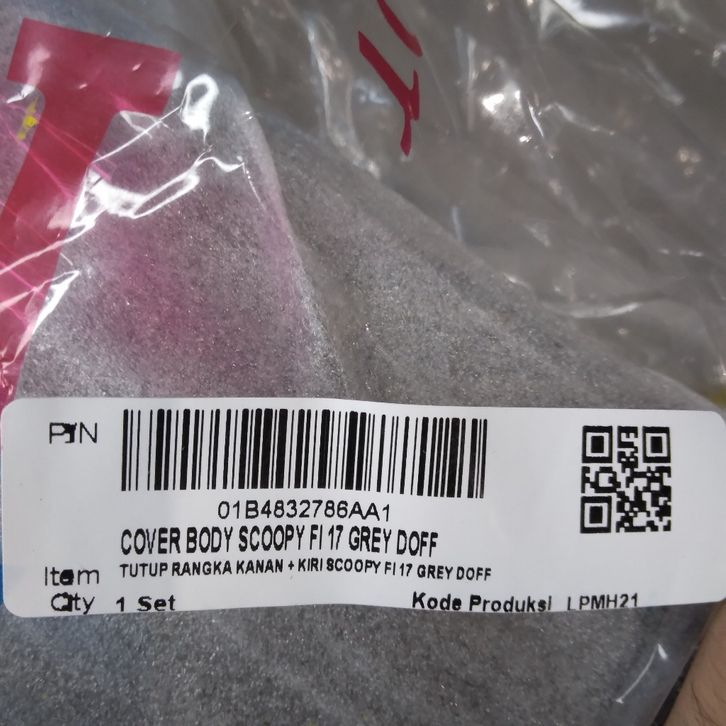 P/N
01B4832786AA1
COVER BODY SCOOPY FI 17 GREY DOFF
Item TUTUP RANGKA KANAN + KIRI SCOOPY FI 17 GREY DOFF
Qty 1 Set Kode Produksi LPMH21